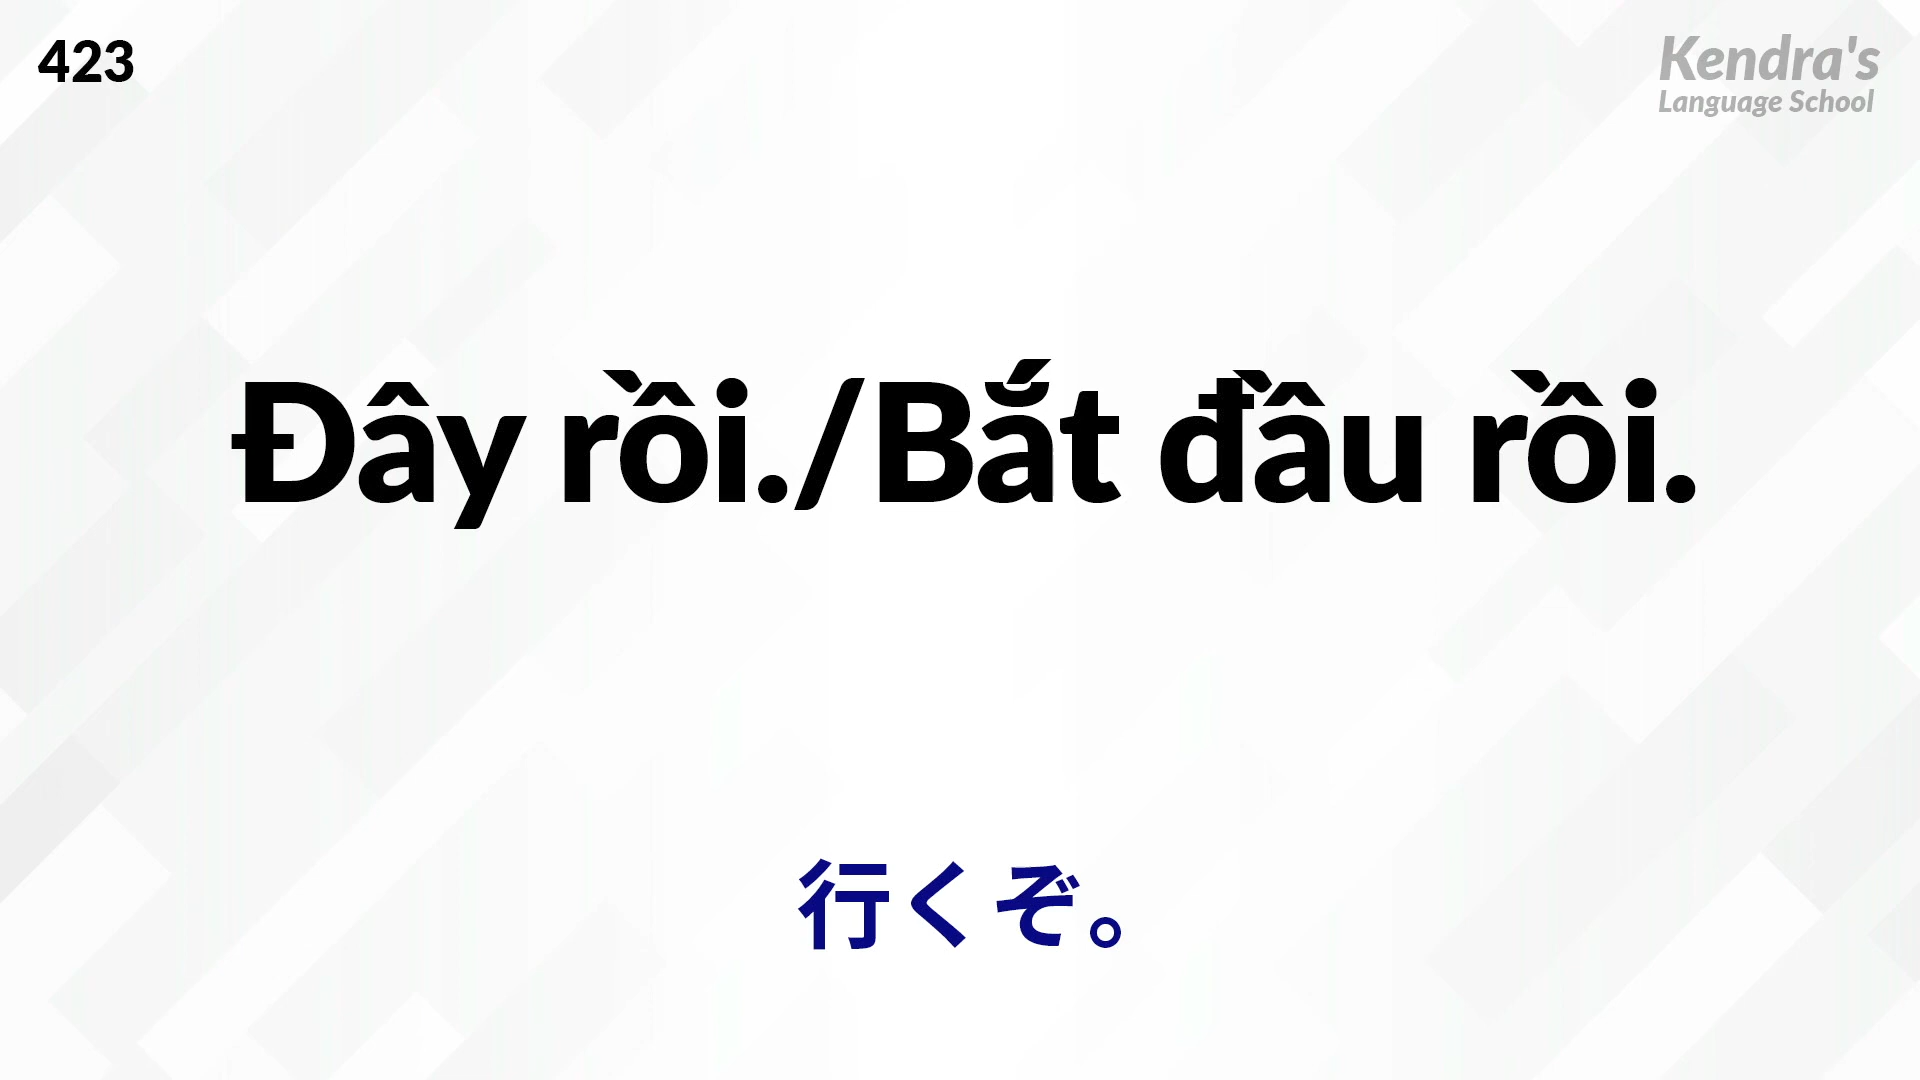 423
Kendra's
Language School
Đây rồi./Bắt đầu rồi.
行くぞ。